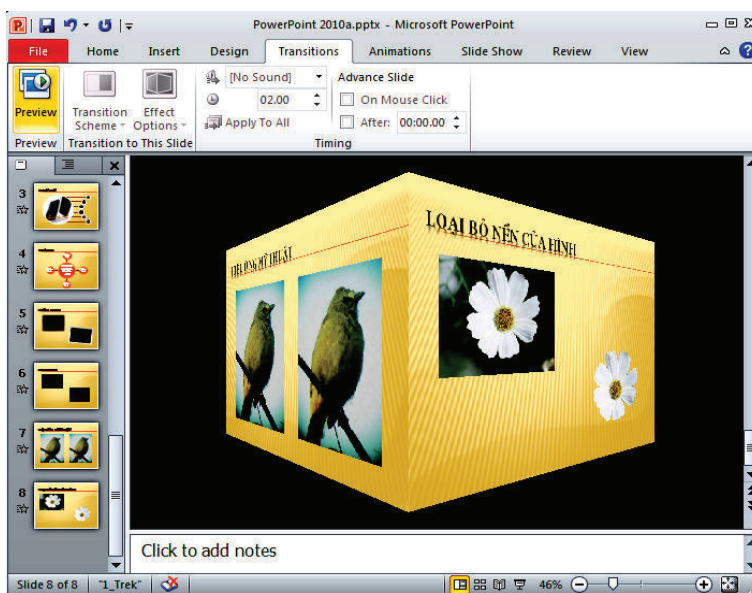 PowerPoint 2010a.pptx - Microsoft PowerPoint
File Home Insert Design Transitions Animations Slide Show Review View
Preview
Transition Scheme
Effect Options
[No Sound]
02.00
Apply To All
Advance Slide
On Mouse Click
After: 00:00.00
Preview Transition to This Slide Timing
3
4
5
6
7
8
MỸ THUẬT
LOẠI BỎ NỀN CỦA HÌNH
Click to add notes
Slide 8 of 8 "1_Trek" 46%